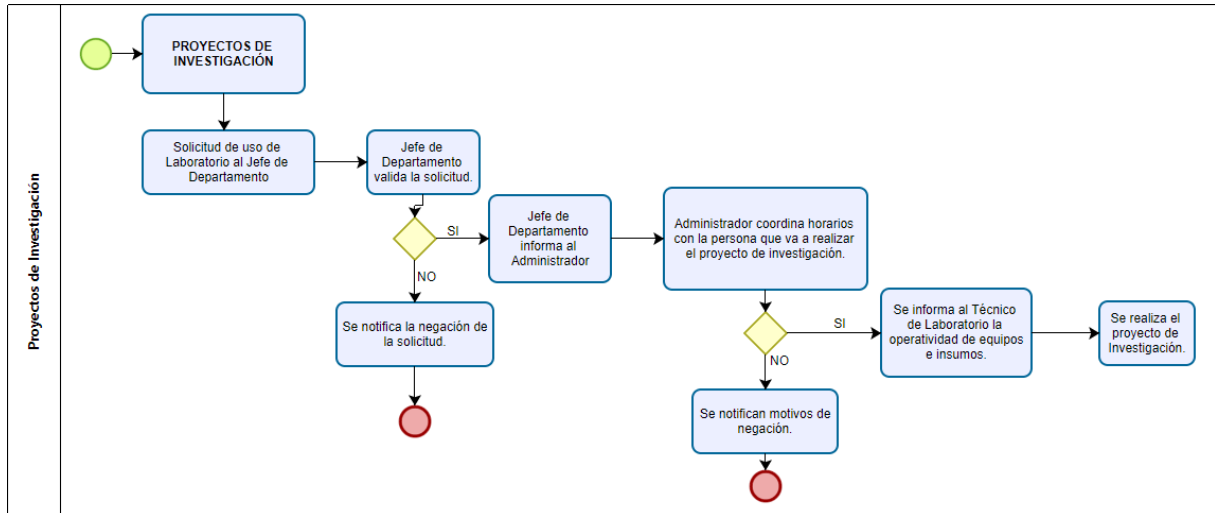 Proyectos de Investigación
PROYECTOS DE
INVESTIGACIÓN
Solicitud de uso de
Laboratorio al Jefe de
Departamento
Jefe de
Departamento
valida la solicitud.
SI
NO
Jefe de
Departamento
informa al
Administrador
Se notifica la negación de
la solicitud.
Administrador coordina horarios
con la persona que va a realizar
el proyecto de investigación.
SI
NO
Se informa al Técnico
de Laboratorio la
operatividad de equipos
e insumos.
Se realiza el
proyecto de
Investigación.
Se notifican motivos de
negación.